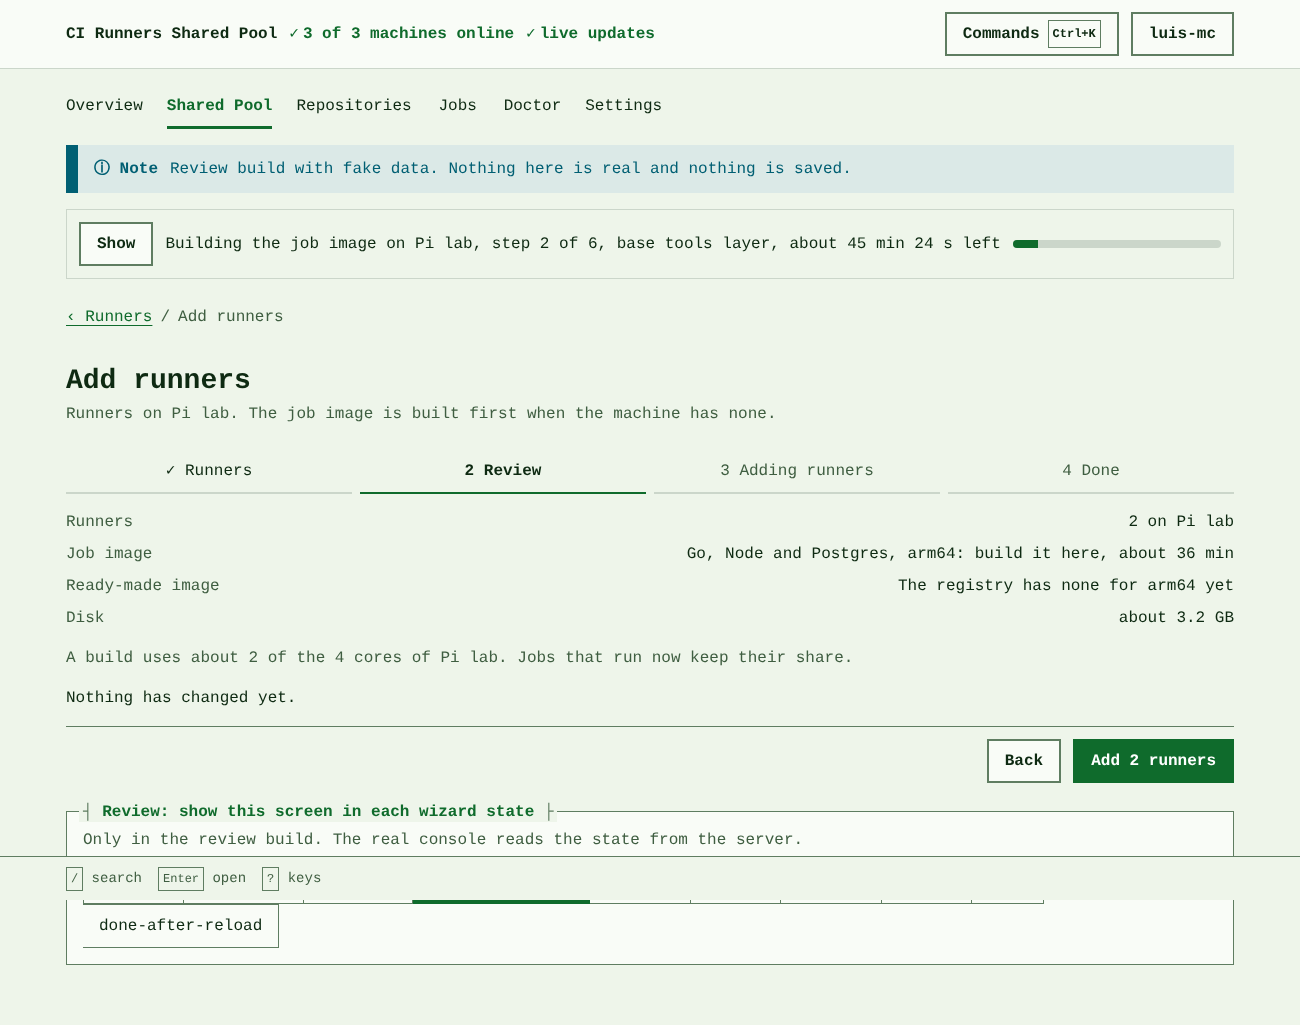 CI Runners Shared Pool ✓ 3 of 3 machines online ✓ live updates
Commands Ctrl+K
luis-mc
Overview Shared Pool Repositories Jobs Doctor Settings
ⓘ Note Review build with fake data. Nothing here is real and nothing is saved.
Show Building the job image on Pi lab, step 2 of 6, base tools layer, about 45 min 24 s left
‹ Runners / Add runners
Add runners
Runners on Pi lab. The job image is built first when the machine has none.
✓ Runners 2 Review 3 Adding runners 4 Done
Runners 2 on Pi lab
Job image Go, Node and Postgres, arm64: build it here, about 36 min
Ready-made image The registry has none for arm64 yet
Disk about 3.2 GB
A build uses about 2 of the 4 cores of Pi lab. Jobs that run now keep their share.
Nothing has changed yet.
Back Add 2 runners
Review: show this screen in each wizard state
Only in the review build. The real console reads the state from the server.
/ search Enter open ? keys
done-after-reload